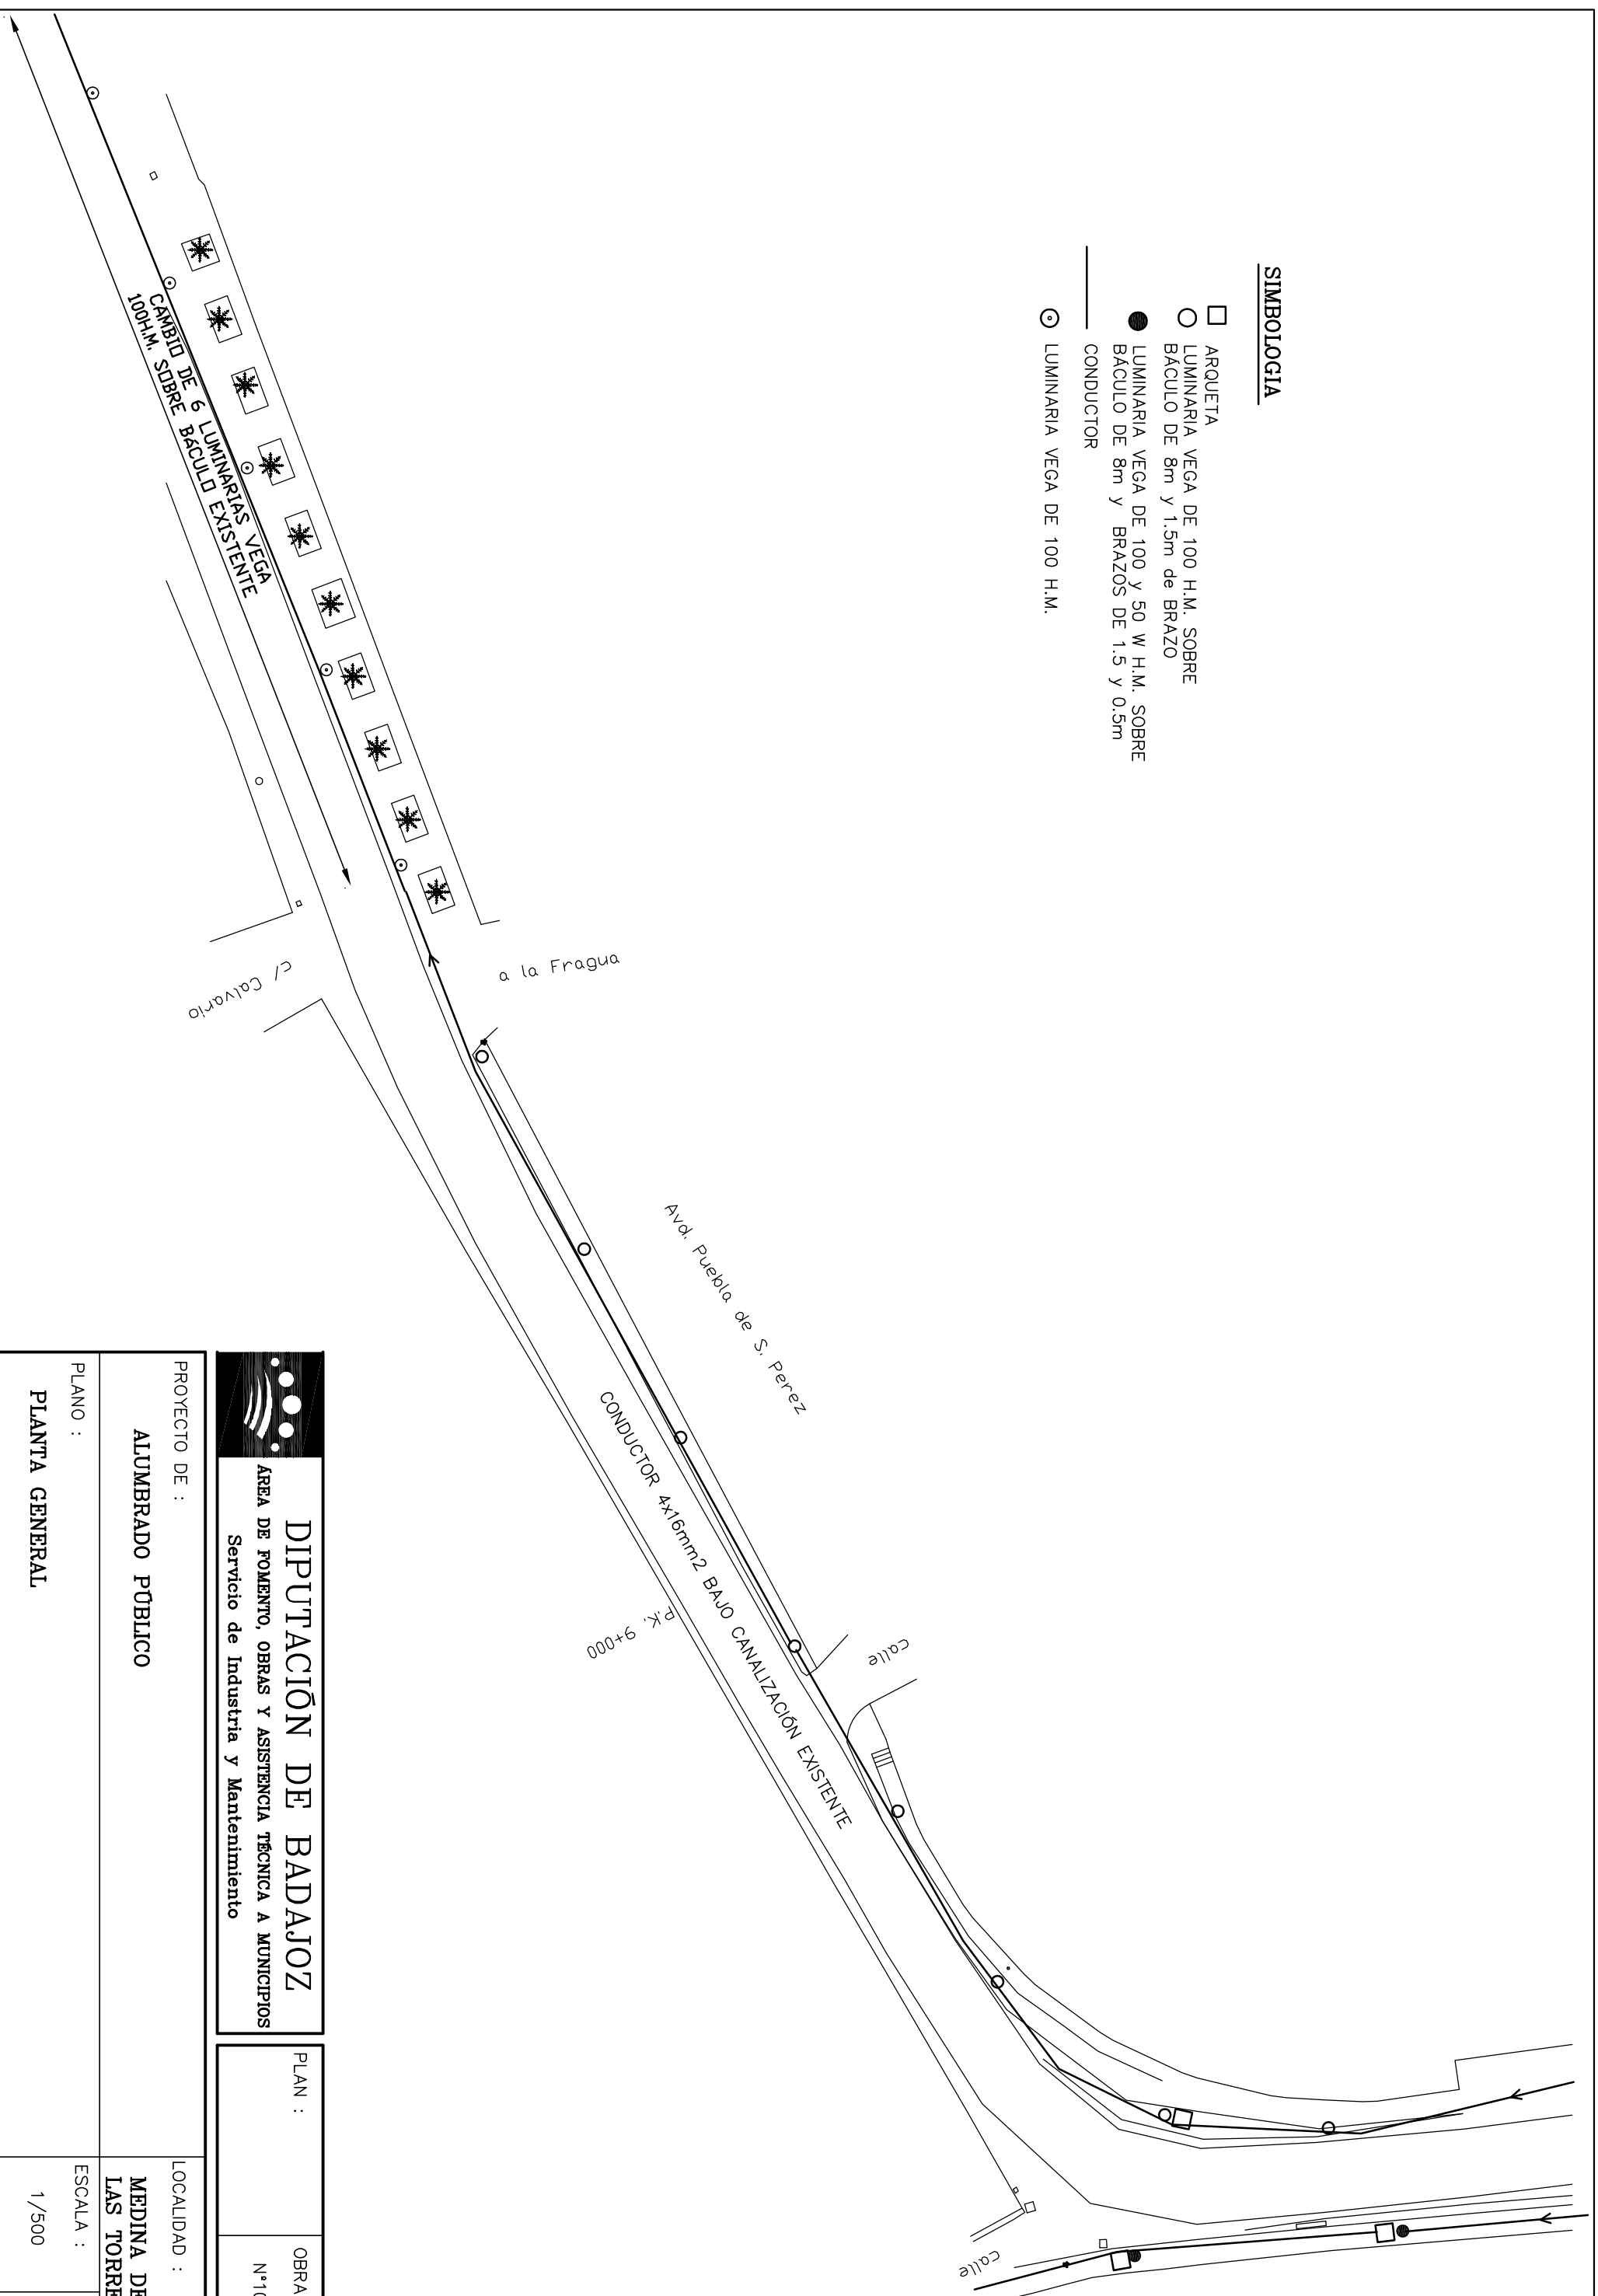 SIMBOLOGIA
ARQUETA
LUMINARIA VEGA DE 100 H.M. SOBRE
BÁCULO DE 8m y 1.5m de BRAZO
LUMINARIA VEGA DE 100 y 50 W H.M. SOBRE
BÁCULO DE 8m y BRAZOS DE 1.5 y 0.5m
CONDUCTOR
LUMINARIA VEGA DE 100 H.M.
CAMBIO DE 6 LUMINARIAS VEGA
100H.M. SOBRE BÁCULO EXISTENTE
c/ Calvario
a la Fragua
Avd. Puebla de S. Perez
CONDUCTOR 4x16mm2 BAJO CANALIZACIÓN EXISTENTE
P.K. 9+000
Calle
Calle
DIPUTACIÓN DE BADAJOZ
ÁREA DE FOMENTO, OBRAS Y ASISTENCIA TÉCNICA A MUNICIPIOS
Servicio de Industria y Mantenimiento
PLAN :
OBRA
PROYECTO DE :
ALUMBRADO PÚBLICO
LOCALIDAD :
MEDINA DE
LAS TORRE
PLANO :
PLANTA GENERAL
ESCALA :
1/500